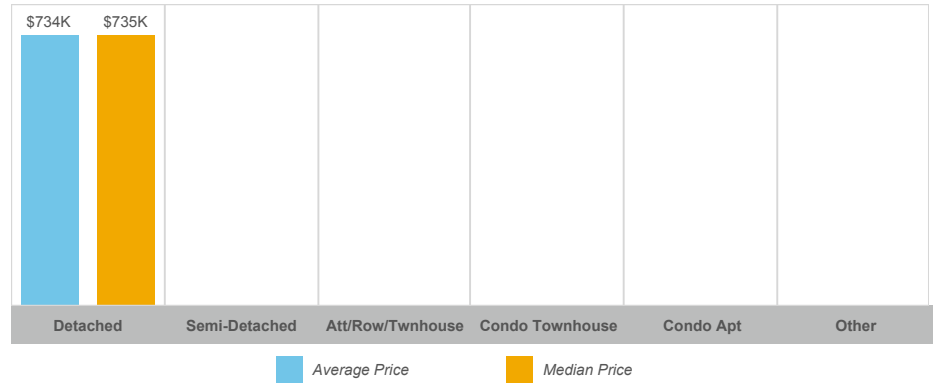 $734K $735K
Detached Semi-Detached Att/Row/Twnhouse Condo Townhouse Condo Apt Other
Average Price Median Price